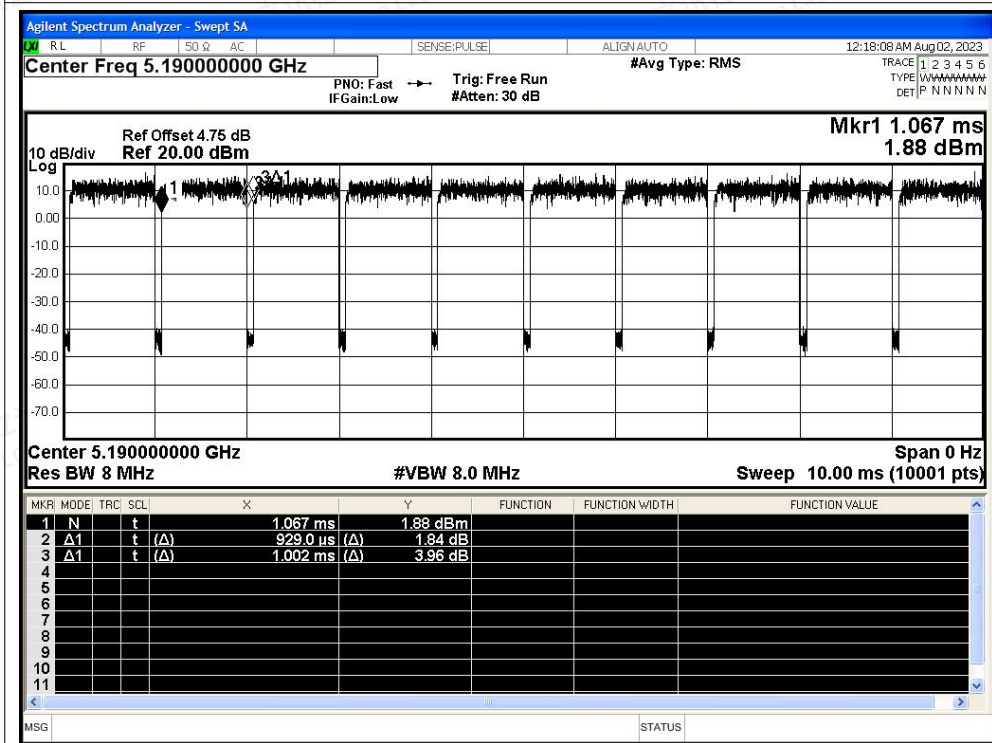 Agilent Spectrum Analyzer - Swept SA
LXI RL RF 50 Ω AC SENSE:PULSE ALIGN AUTO 12:18:08 AM Aug 02, 2023
Center Freq 5.190000000 GHz #Avg Type: RMS TRACE 1 2 3 4 5 6
PNO: Fast Trig: Free Run TYPE WWWWWW
IFGain:Low #Atten: 30 dB DET P N N N N N
Mkr1 1.067 ms
1.88 dBm
Ref Offset 4.75 dB
10 dB/div Ref 20.00 dBm
Log
10.0
0.00
-10.0
-20.0
-30.0
-40.0
-50.0
-60.0
-70.0
1
3Δ1
Center 5.190000000 GHz Span 0 Hz
Res BW 8 MHz #VBW 8.0 MHz Sweep 10.00 ms (10001 pts)
MKR MODE TRC SCL X Y FUNCTION FUNCTION WIDTH FUNCTION VALUE
1 N t 1.067 ms 1.88 dBm
2 Δ1 t (Δ) 929.0 µs (Δ) 1.84 dB
3 Δ1 t (Δ) 1.002 ms (Δ) 3.96 dB
4
5
6
7
8
9
10
11
MSG STATUS